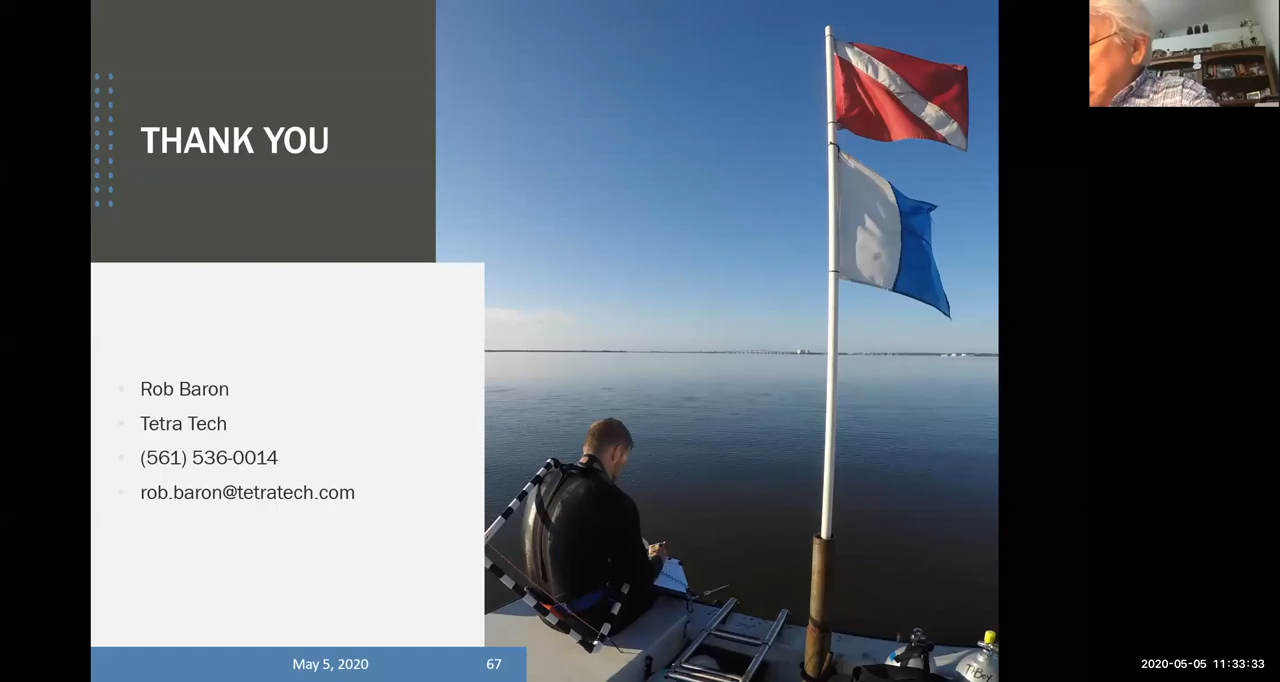 THANK YOU
Rob Baron
Tetra Tech
(561) 536-0014
rob.baron@tetratech.com
May 5, 2020
67
2020-05-05 11:33:33